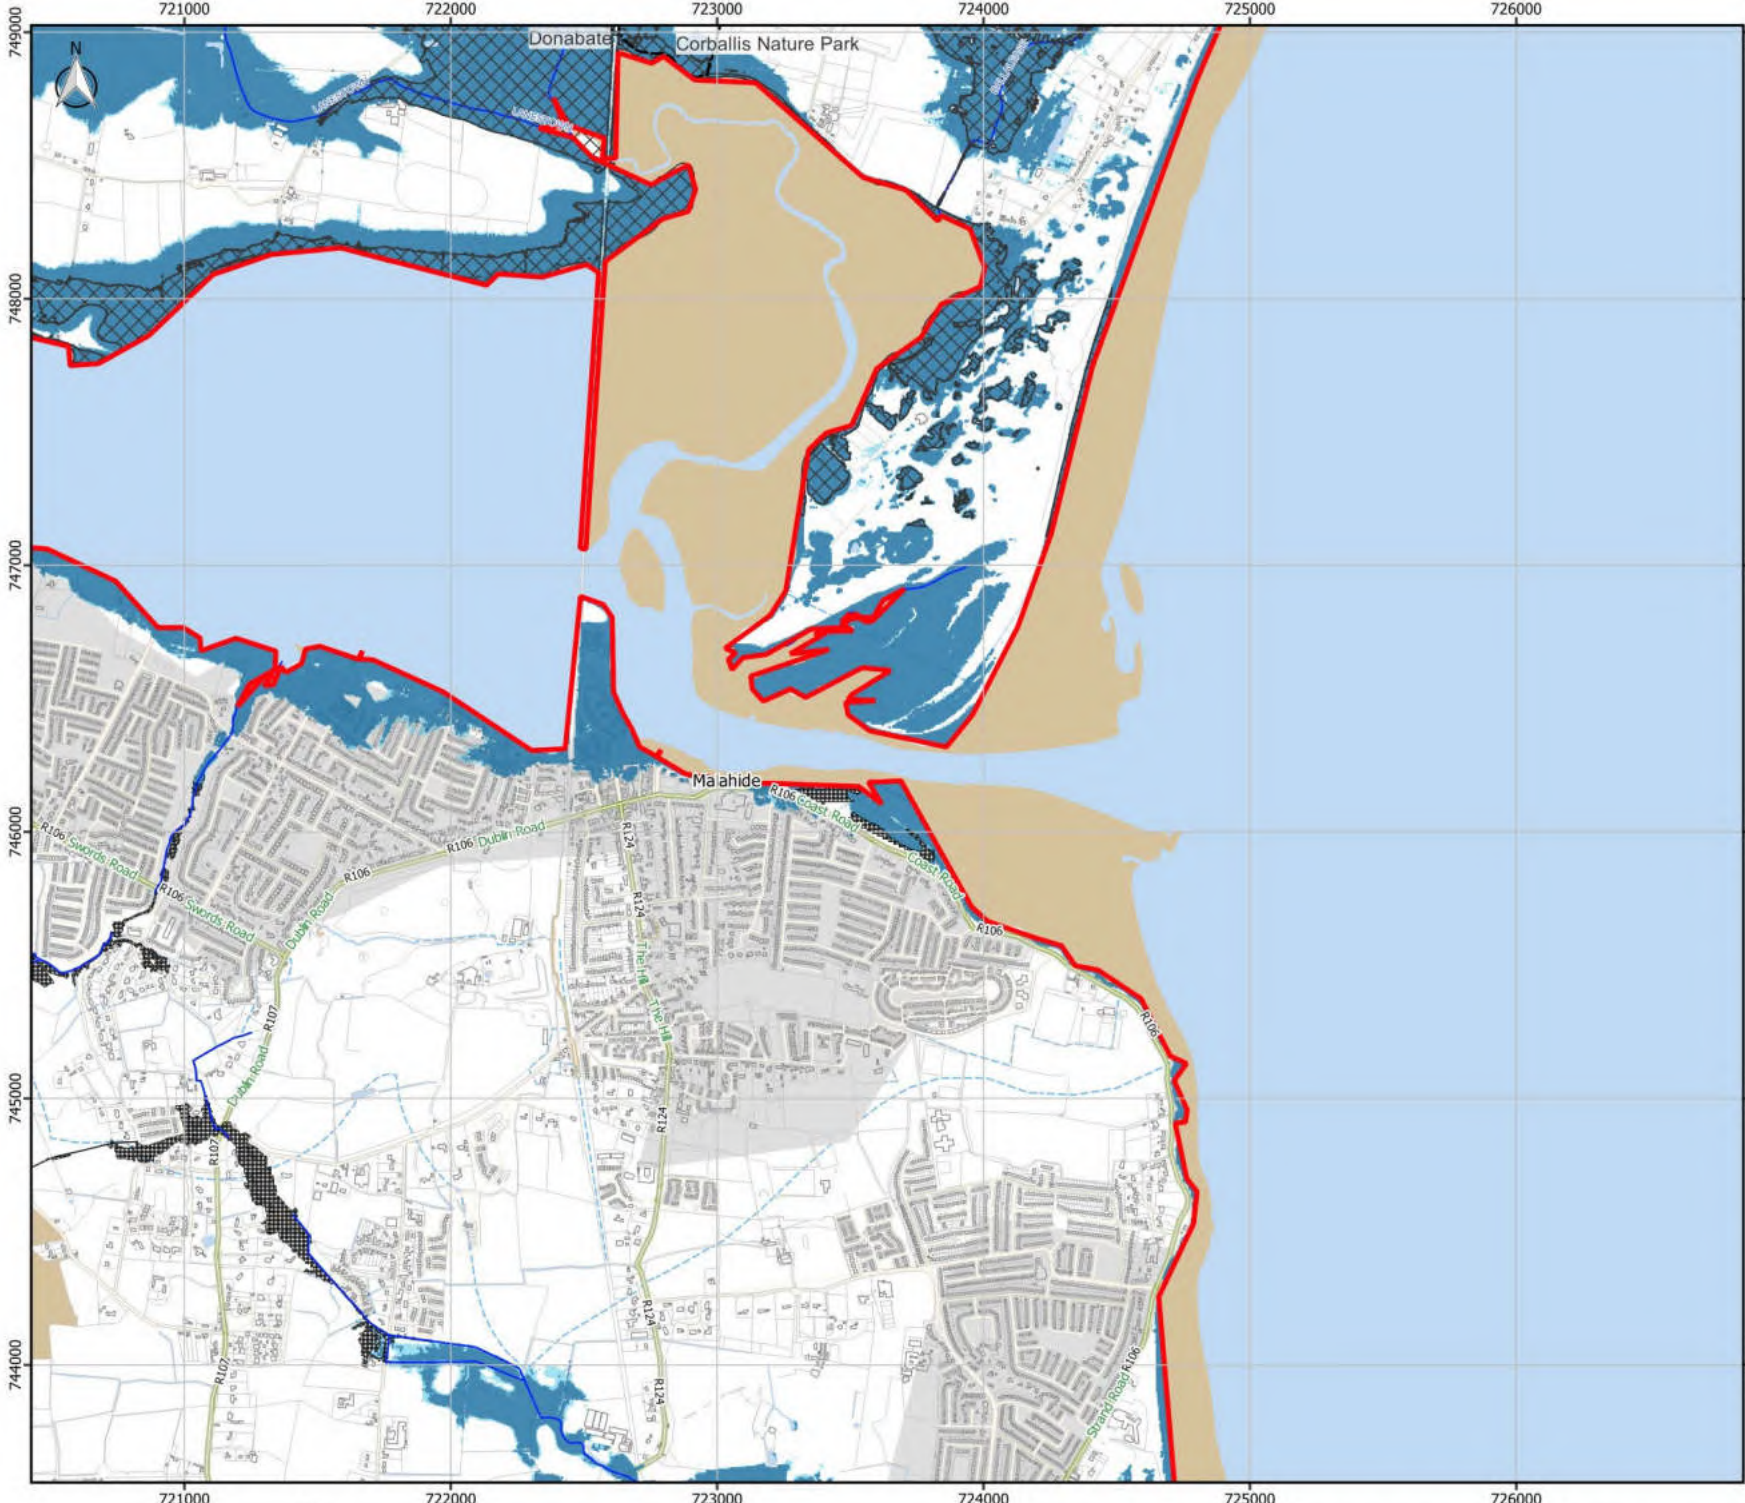 721000
722000
723000
724000
725000
726000
749000
N
Donabate
Corballis Nature Park
LANESTOWN
LANESTOWN
748000
747000
Malahide
R106 Coast Road
746000
R106 Swords Road
R106 Dublin Road
R124
Coast Road
R106
R106 Swords Road
Dublin Road
R124
R106
The Hill
The Hill
R107
R106
745000
Dublin Road
R124
R107
R124
744000
R107
R124
Strand Road R106
721000
722000
723000
724000
725000
726000